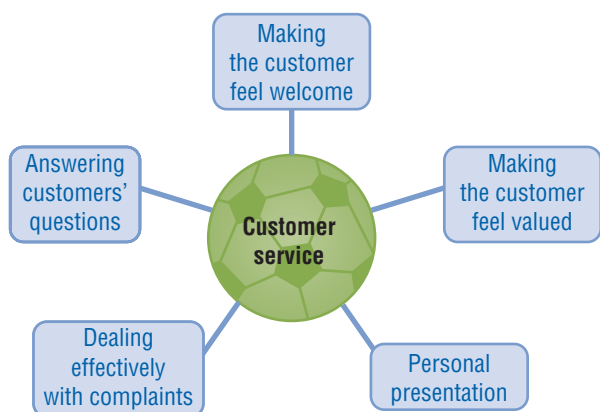 Making
the customer
feel welcome
Answering
customers'
questions
Making
the customer
feel valued
Customer
service
Dealing
effectively
with complaints
Personal
presentation